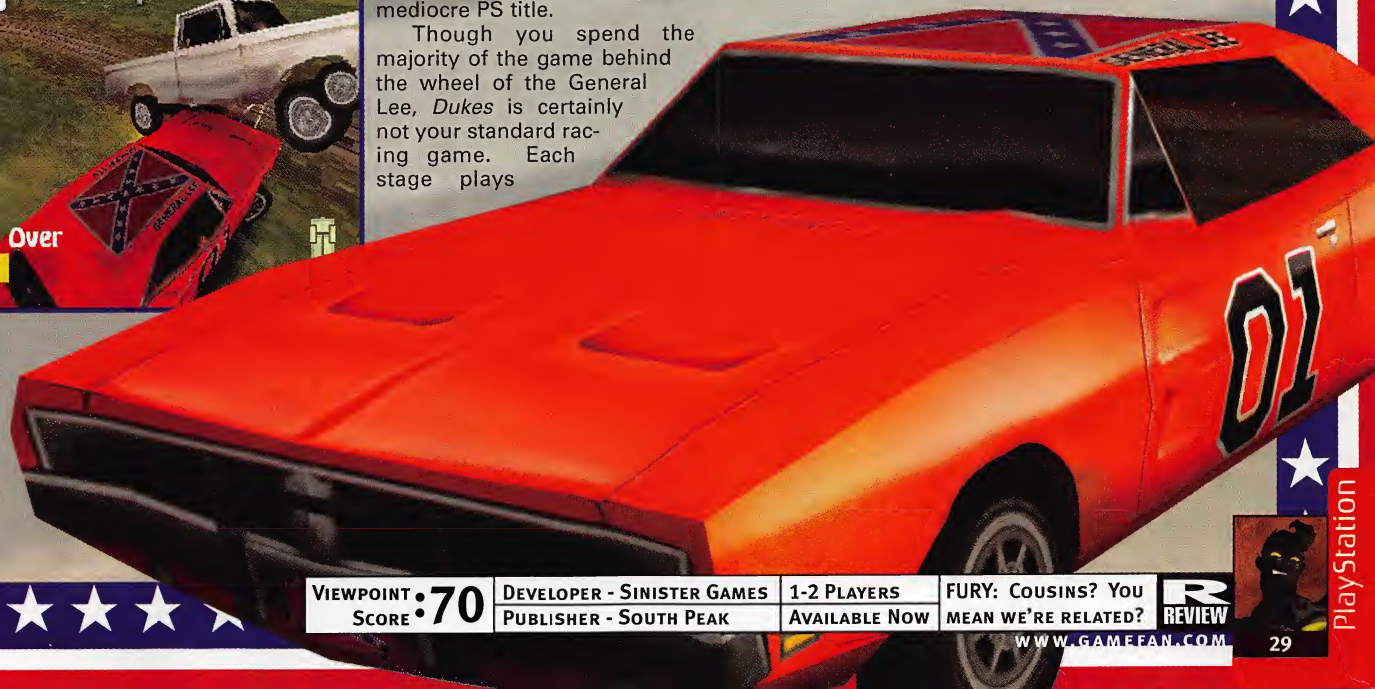 mediocre PS title.
Though you spend the
majority of the game behind
the wheel of the General
Lee, Dukes is certainly
not your standard rac-
ing game. Each
stage plays
Over
GENERAL LEE
GENERAL LEE
01
VIEWPOINT SCORE :70
DEVELOPER - SINISTER GAMES
PUBLISHER - SOUTH PEAK
1-2 PLAYERS
AVAILABLE NOW
FURY: COUSINS? YOU
MEAN WE'RE RELATED?
R
REVIEW
WWW.GAMEFAN.COM
29
PlayStation